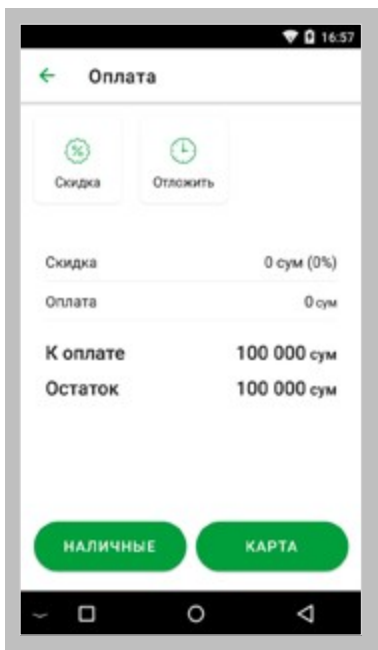 16:57
Оплата
Скидка Отложить
Скидка 0 сум (0%)
Оплата 0 сум
К оплате 100 000 сум
Остаток 100 000 сум
НАЛИЧНЫЕ КАРТА